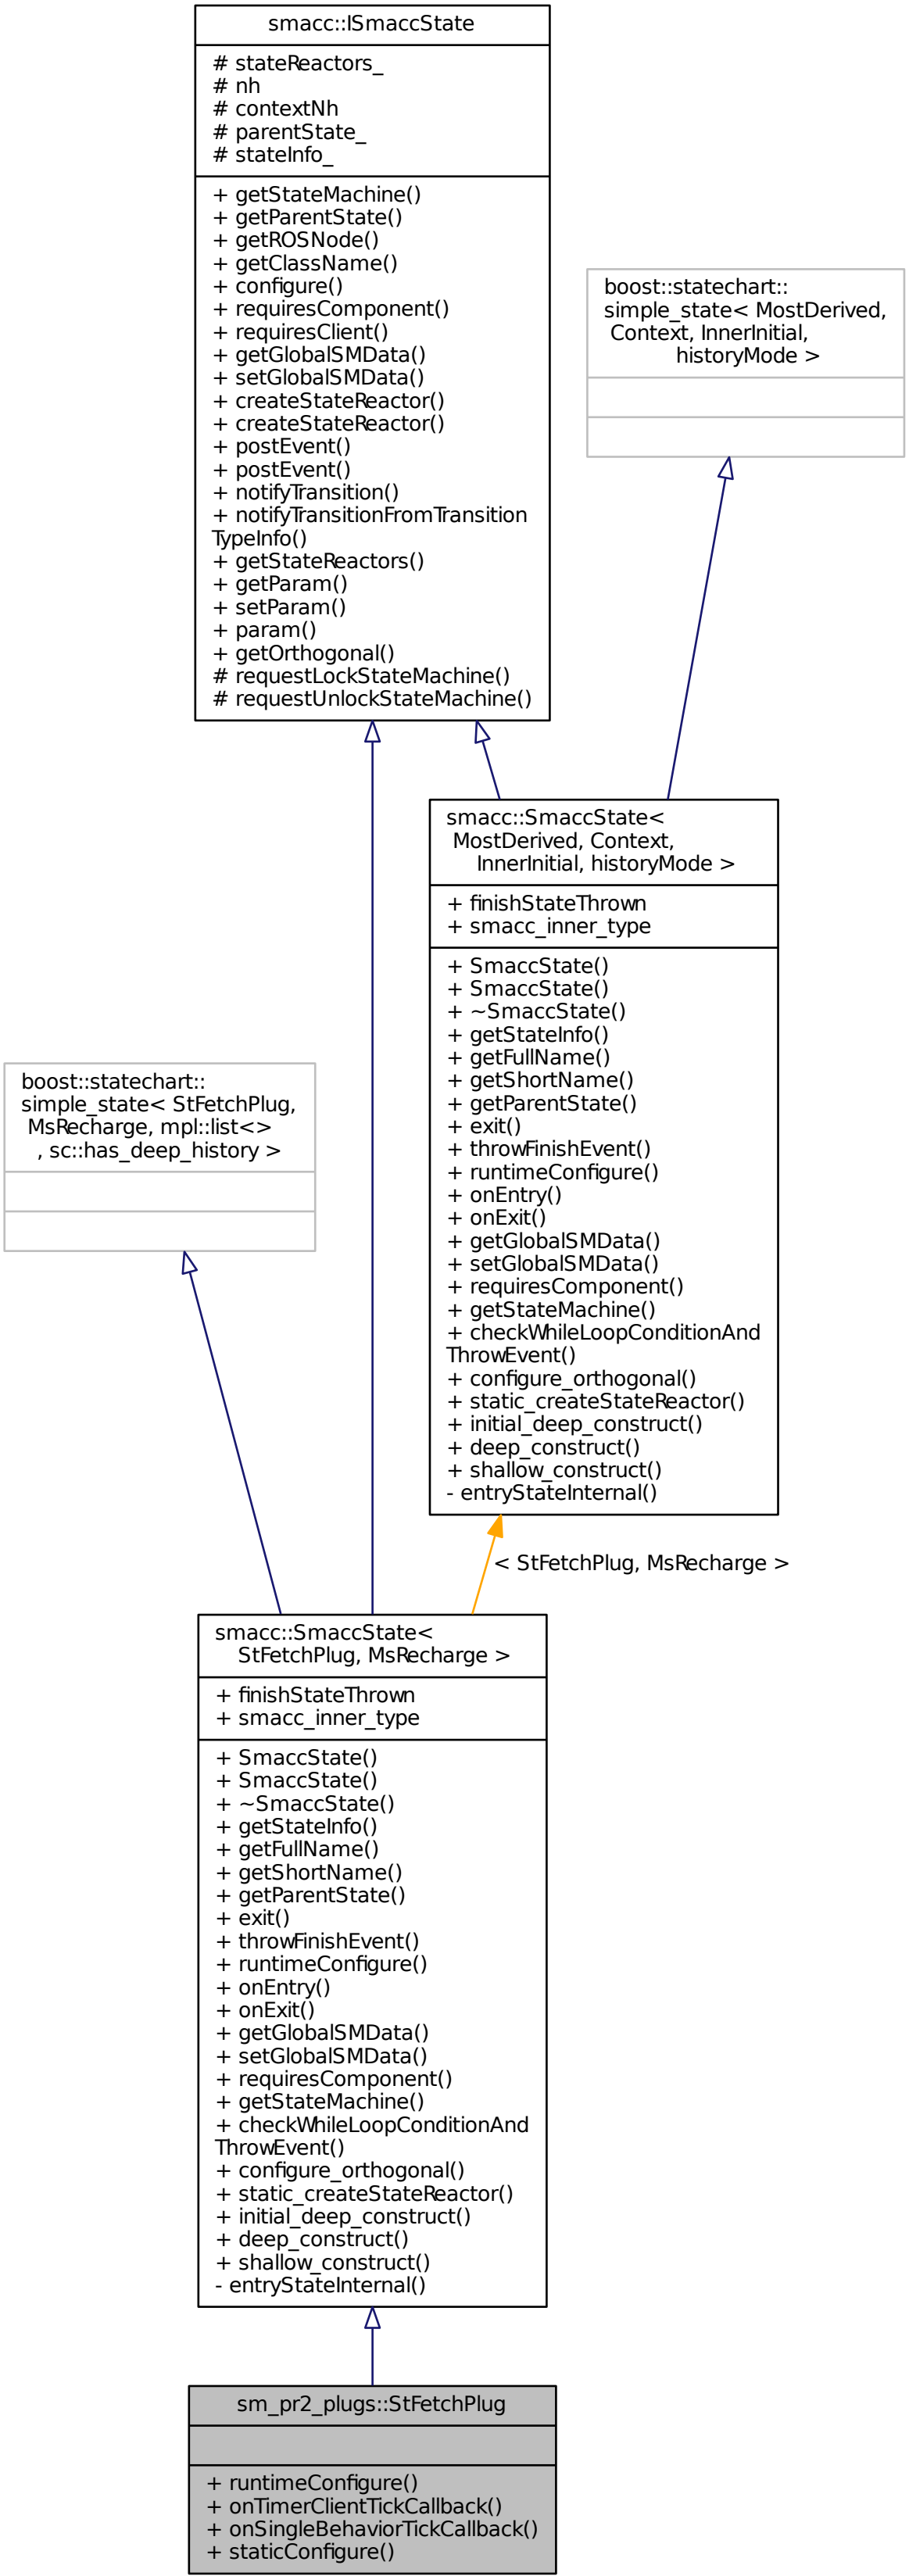 smacc::ISmaccState
# stateReactors_
# nh
# contextNh
# parentState_
# stateInfo_
+ getStateMachine()
+ getParentState()
+ getROSNode()
+ getClassName()
+ configure()
+ requiresComponent()
+ requiresClient()
+ getGlobalSMData()
+ setGlobalSMData()
+ createStateReactor()
+ createStateReactor()
+ postEvent()
+ postEvent()
+ notifyTransition()
+ notifyTransitionFromTransition
TypeInfo()
+ getStateReactors()
+ getParam()
+ setParam()
+ param()
+ getOrthogonal()
# requestLockStateMachine()
# requestUnlockStateMachine()
boost::statechart::
simple_state< MostDerived,
Context, InnerInitial,
historyMode >
smacc::SmaccState<
MostDerived, Context,
InnerInitial, historyMode >
+ finishStateThrown
+ smacc_inner_type
+ SmaccState()
+ SmaccState()
+ ~SmaccState()
+ getStateInfo()
+ getFullName()
+ getShortName()
+ getParentState()
+ exit()
+ throwFinishEvent()
+ runtimeConfigure()
+ onEntry()
+ onExit()
+ getGlobalSMData()
+ setGlobalSMData()
+ requiresComponent()
+ getStateMachine()
+ checkWhileLoopConditionAnd
ThrowEvent()
+ configure_orthogonal()
+ static_createStateReactor()
+ initial_deep_construct()
+ deep_construct()
+ shallow_construct()
- entryStateInternal()
boost::statechart::
simple_state< StFetchPlug,
MsRecharge, mpl::list<>
, sc::has_deep_history >
< StFetchPlug, MsRecharge >
smacc::SmaccState<
StFetchPlug, MsRecharge >
+ finishStateThrown
+ smacc_inner_type
+ SmaccState()
+ SmaccState()
+ ~SmaccState()
+ getStateInfo()
+ getFullName()
+ getShortName()
+ getParentState()
+ exit()
+ throwFinishEvent()
+ runtimeConfigure()
+ onEntry()
+ onExit()
+ getGlobalSMData()
+ setGlobalSMData()
+ requiresComponent()
+ getStateMachine()
+ checkWhileLoopConditionAnd
ThrowEvent()
+ configure_orthogonal()
+ static_createStateReactor()
+ initial_deep_construct()
+ deep_construct()
+ shallow_construct()
- entryStateInternal()
sm_pr2_plugs::StFetchPlug
+ runtimeConfigure()
+ onTimerClientTickCallback()
+ onSingleBehaviorTickCallback()
+ staticConfigure()